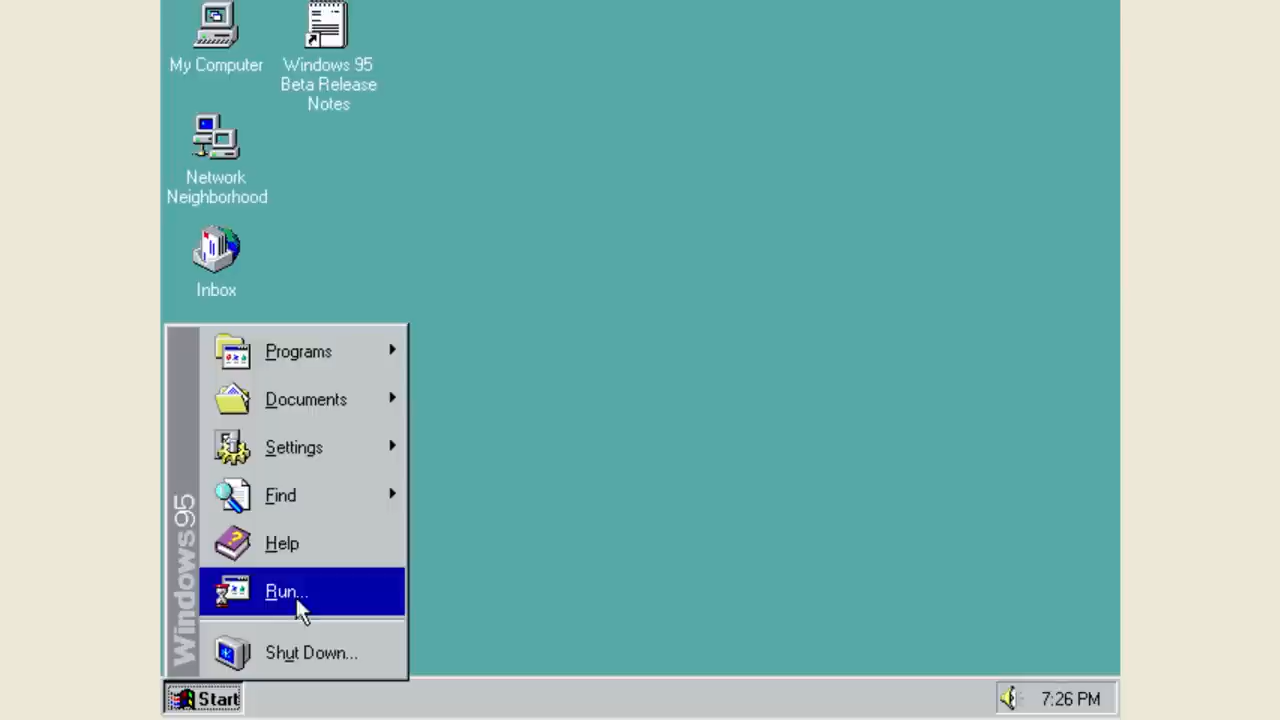 My Computer
Windows 95
Beta Release
Notes
Network
Neighborhood
Inbox
Programs
Documents
Settings
Find
Help
Run...
Shut Down...
Windows95
Start
7:26 PM